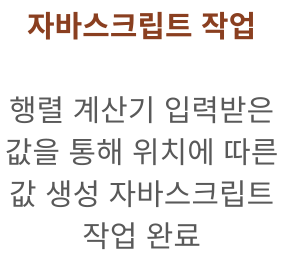 자바스크립트 작업
행렬 계산기 입력받은
값을 통해 위치에 따른
값 생성 자바스크립트
작업 완료